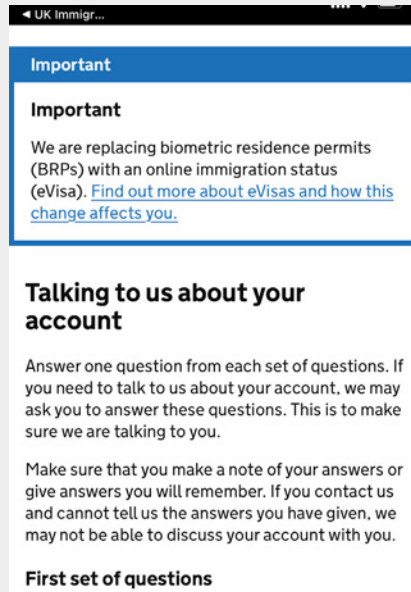 ◄ UK Immigr...
Important
Important
We are replacing biometric residence permits
(BRPs) with an online immigration status
(eVisa). Find out more about eVisas and how this
change affects you.
Talking to us about your
account
Answer one question from each set of questions. If
you need to talk to us about your account, we may
ask you to answer these questions. This is to make
sure we are talking to you.
Make sure that you make a note of your answers or
give answers you will remember. If you contact us
and cannot tell us the answers you have given, we
may not be able to discuss your account with you.
First set of questions